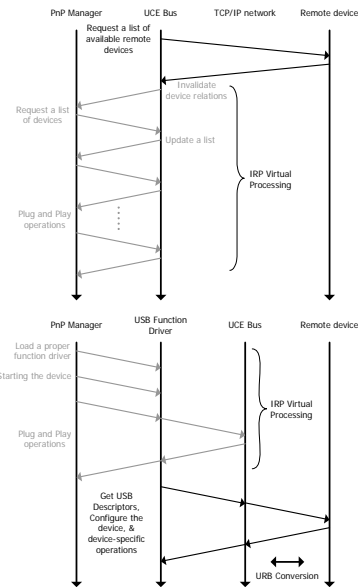 PnP Manager UCE Bus TCP/IP network Remote device
Request a list of
available remote
devices
Invalidate
device relations
Request a list
of devices
Update a list
IRP Virtual
Processing
Plug and Play
operations
PnP Manager USB Function
Driver UCE Bus Remote device
Load a proper
function driver
Starting the device
IRP Virtual
Processing
Plug and Play
operations
Get USB
Descriptors,
Configure the
device, &
device-specific
operations
URB Conversion